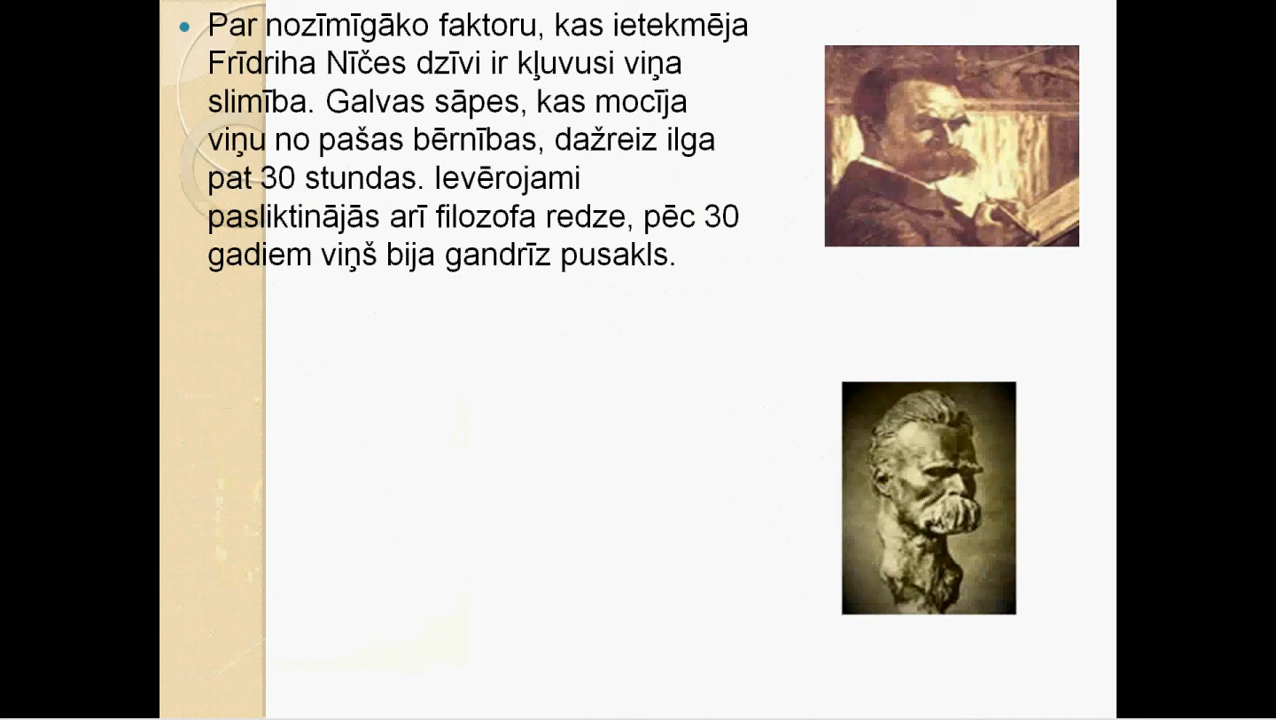 Par nozīmīgāko faktoru, kas ietekmēja
Frīdriha Nīčes dzīvi ir kļuvusi viņa
slimība. Galvas sāpes, kas mocīja
viņu no pašas bērnības, dažreiz ilga
pat 30 stundas. Ievērojami
pasliktinājās arī filozofa redze, pēc 30
gadiem viņš bija gandrīz pusakls.